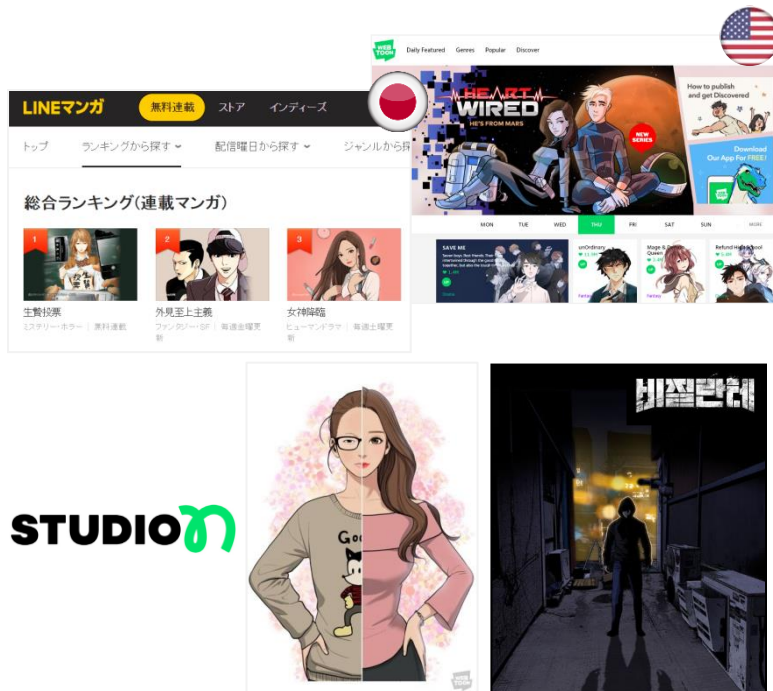 WEB
TOON
Daily Featured Genres Popular Discover
HEART
WIRED
HE'S FROM MARS
NEW
SERIES
How to publish
and get Discovered
Download
Our App For FREE!
MON TUE WED THU FRI SAT SUN MORE
SAVE ME
unOrdinary
Fantasy
Refund High School
Fantasy
LINEマンガ 無料連載 ストア インディーズ
トップ ランキングから探す 配信曜日から探す ジャンルから探
総合ランキング(連載マンガ)
1 2 3
生贄投票 外見至上主義 女神降臨
ミステリー・ホラー | 無料連載 ファンタジー・SF | 毎週金曜更新 ヒューマンドラマ | 毎週土曜更新
STUDIO N
Goo
WEB
TOON
비질란테